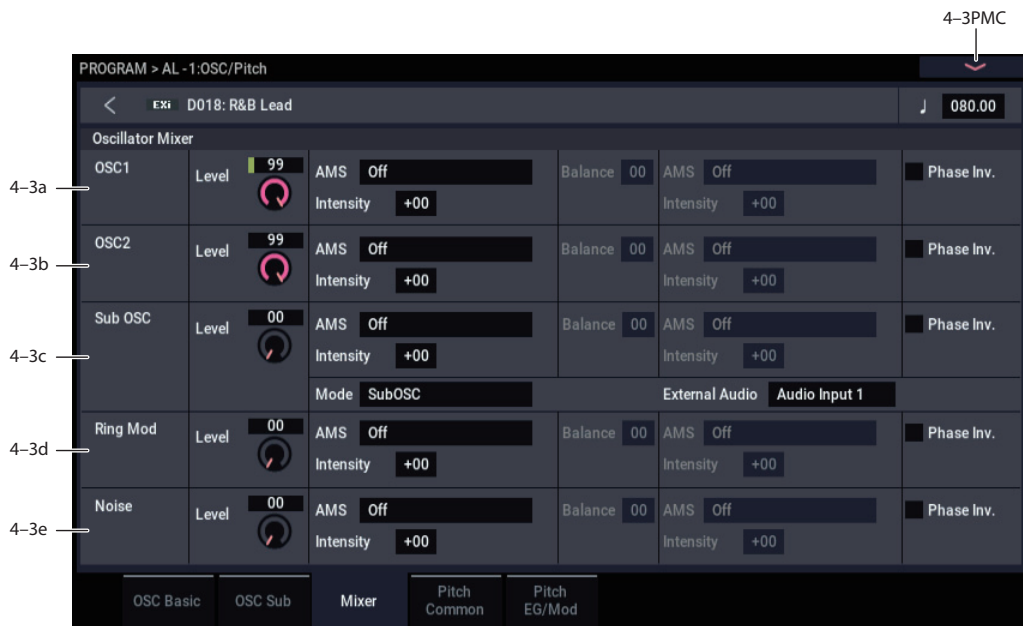 4–3PMC
PROGRAM > AL-1:OSC/Pitch
EXi D018: R&B Lead
♩ 080.00
Oscillator Mixer
4–3a
OSC1 Level 99 AMS Off Balance 00 AMS Off Phase Inv.
Intensity +00 Intensity +00
4–3b
OSC2 Level 99 AMS Off Balance 00 AMS Off Phase Inv.
Intensity +00 Intensity +00
4–3c
Sub OSC Level 00 AMS Off Balance 00 AMS Off Phase Inv.
Intensity +00 Intensity +00
Mode SubOSC External Audio Audio Input 1
4–3d
Ring Mod Level 00 AMS Off Balance 00 AMS Off Phase Inv.
Intensity +00 Intensity +00
4–3e
Noise Level 00 AMS Off Balance 00 AMS Off Phase Inv.
Intensity +00 Intensity +00
OSC Basic
OSC Sub
Mixer
Pitch
Common
Pitch
EG/Mod